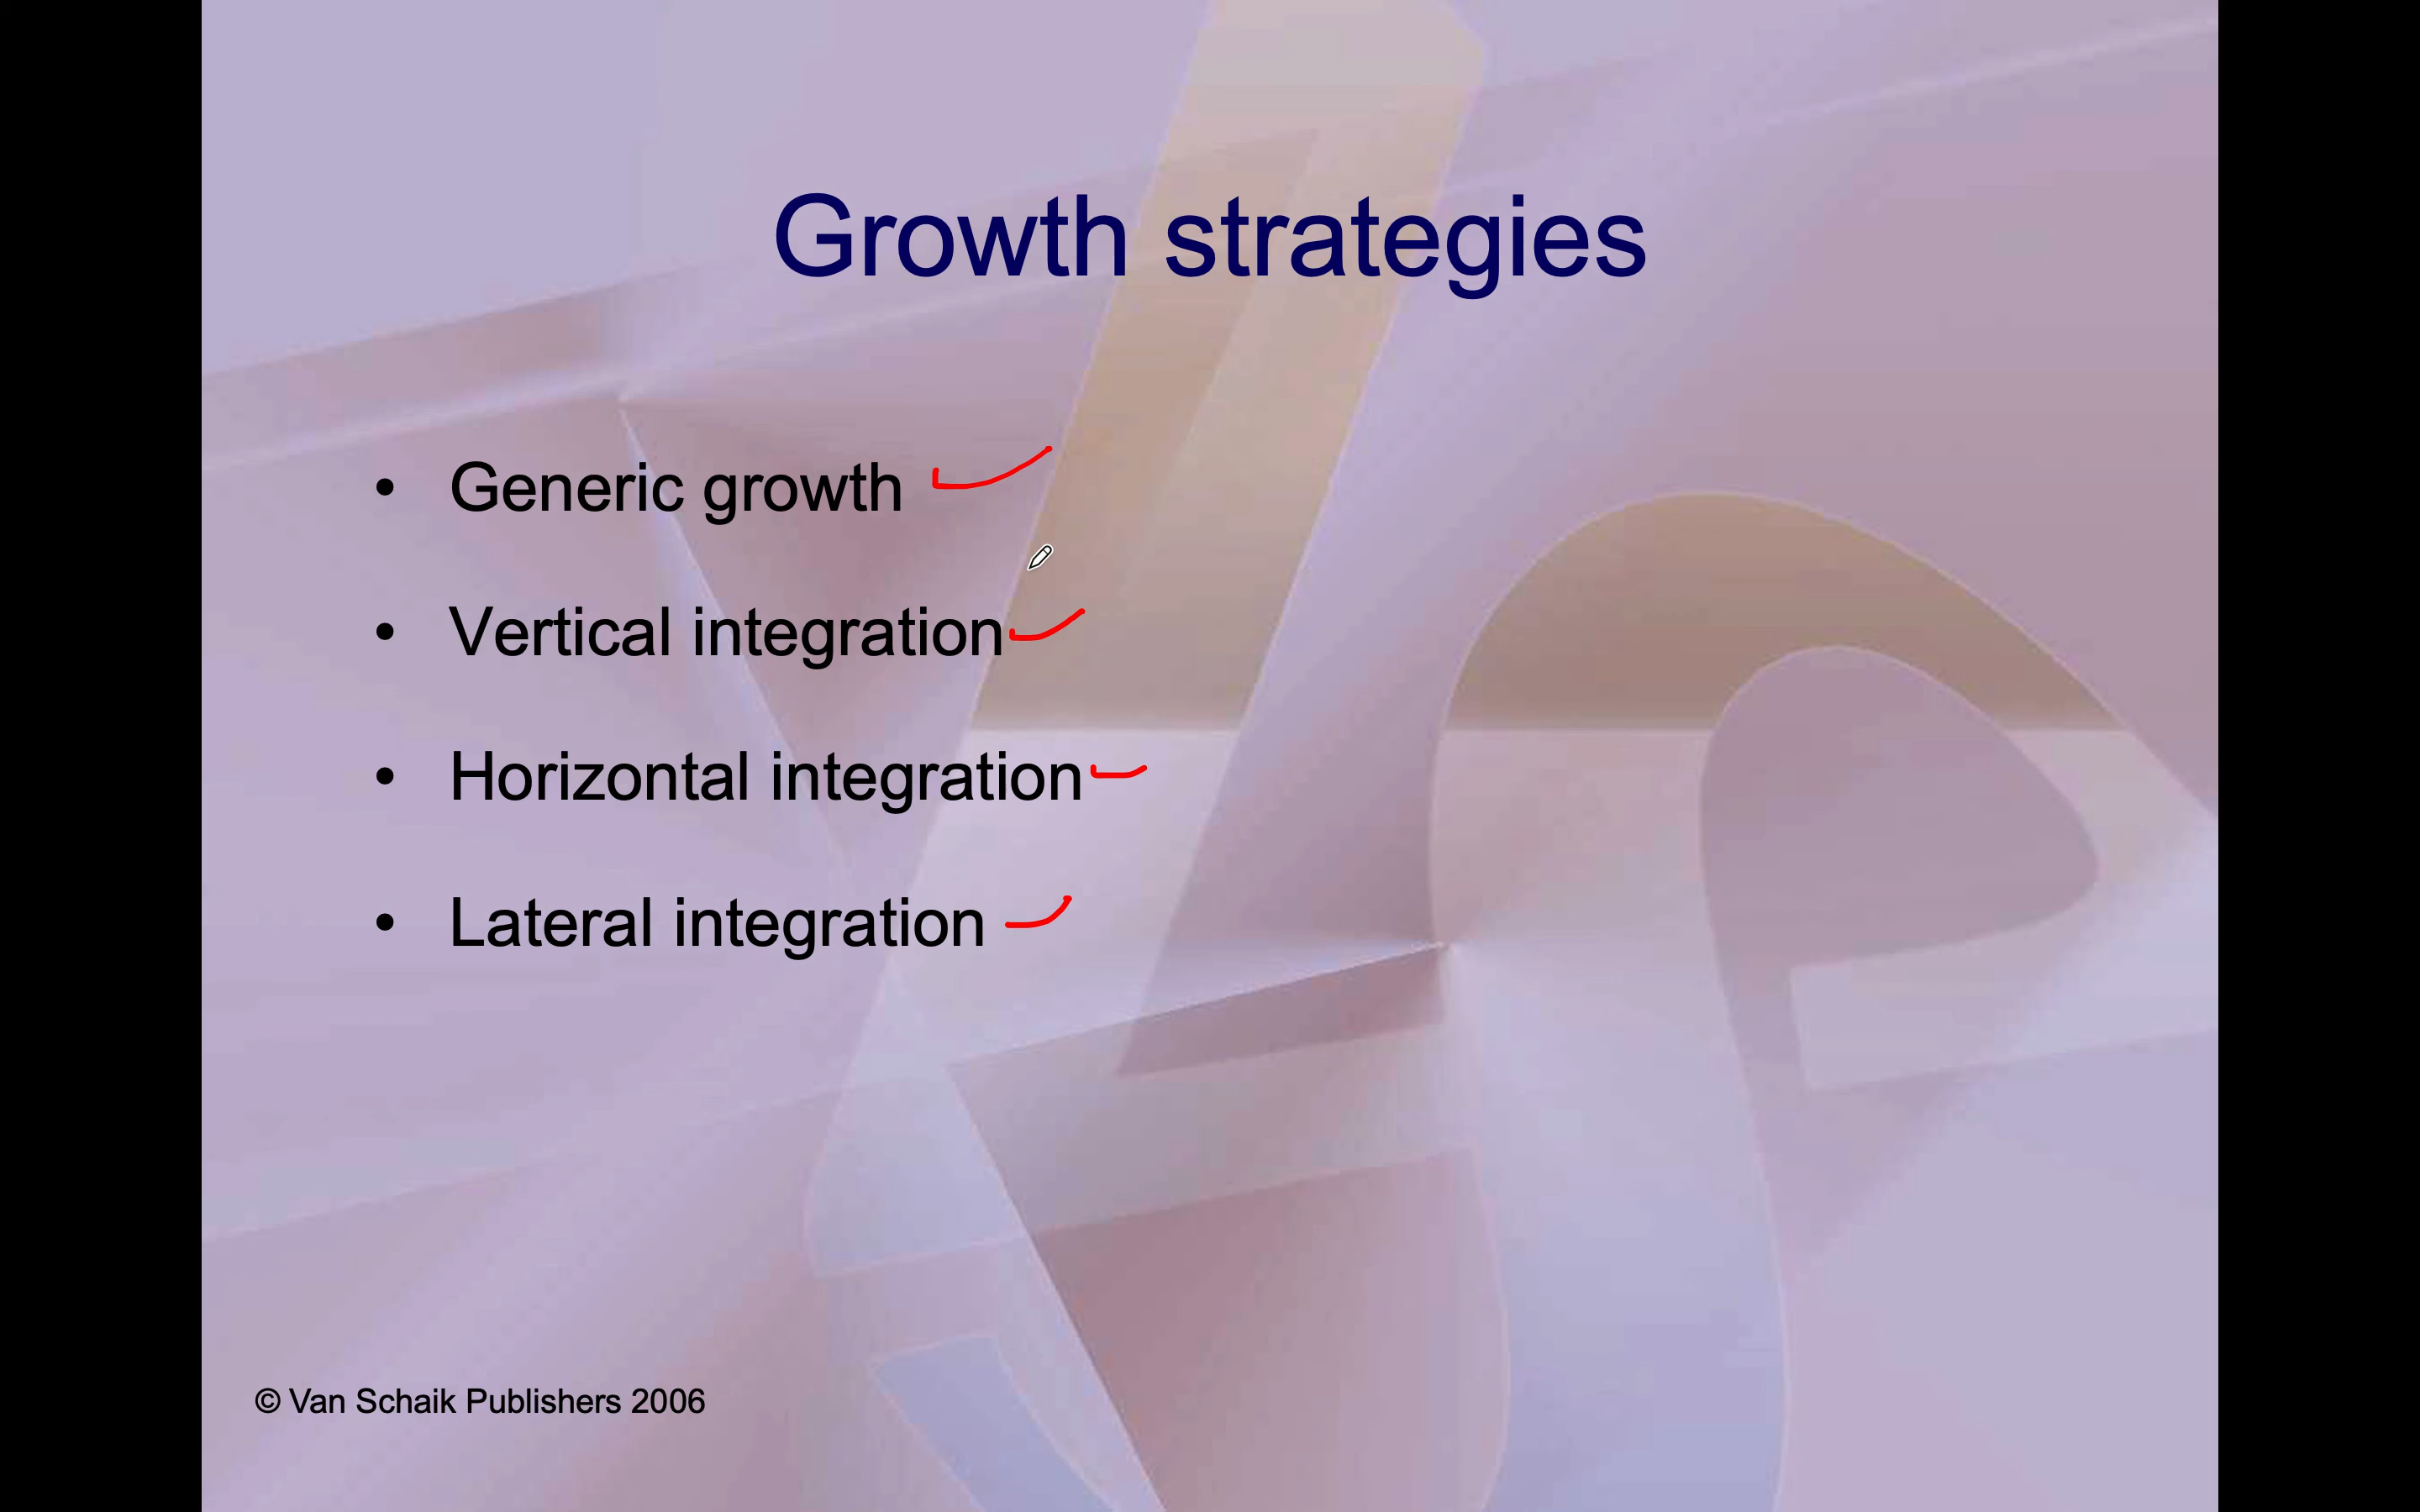 Growth strategies
• Generic growth
• Vertical integration
• Horizontal integration
• Lateral integration
© Van Schaik Publishers 2006